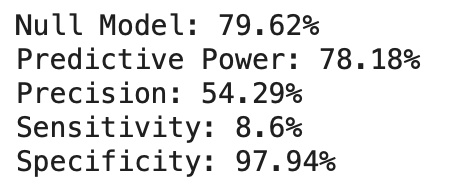 Null Model: 79.62%
Predictive Power: 78.18%
Precision: 54.29%
Sensitivity: 8.6%
Specificity: 97.94%